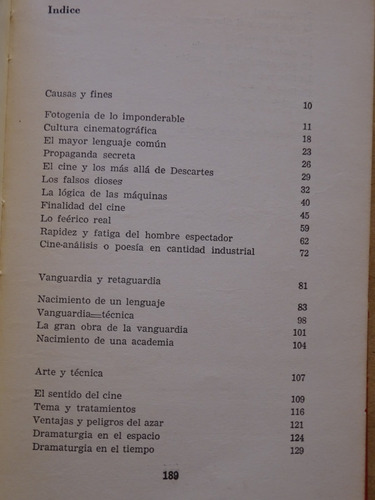 Indice
Causas y fines 10
Fotogenia de lo imponderable 11
Cultura cinematográfica 18
El mayor lenguaje común 23
Propaganda secreta 26
El cine y los más allá de Descartes 29
Los falsos dioses 32
La lógica de las máquinas 40
Finalidad del cine 45
Lo feérico real 59
Rapidez y fatiga del hombre espectador 62
Cine-análisis o poesía en cantidad industrial 72
Vanguardia y retaguardia 81
Nacimiento de un lenguaje 83
Vanguardia=técnica 98
La gran obra de la vanguardia 101
Nacimiento de una academia 104
Arte y técnica 107
El sentido del cine 109
Tema y tratamientos 116
Ventajas y peligros del azar 121
Dramaturgia en el espacio 124
Dramaturgia en el tiempo 129
189